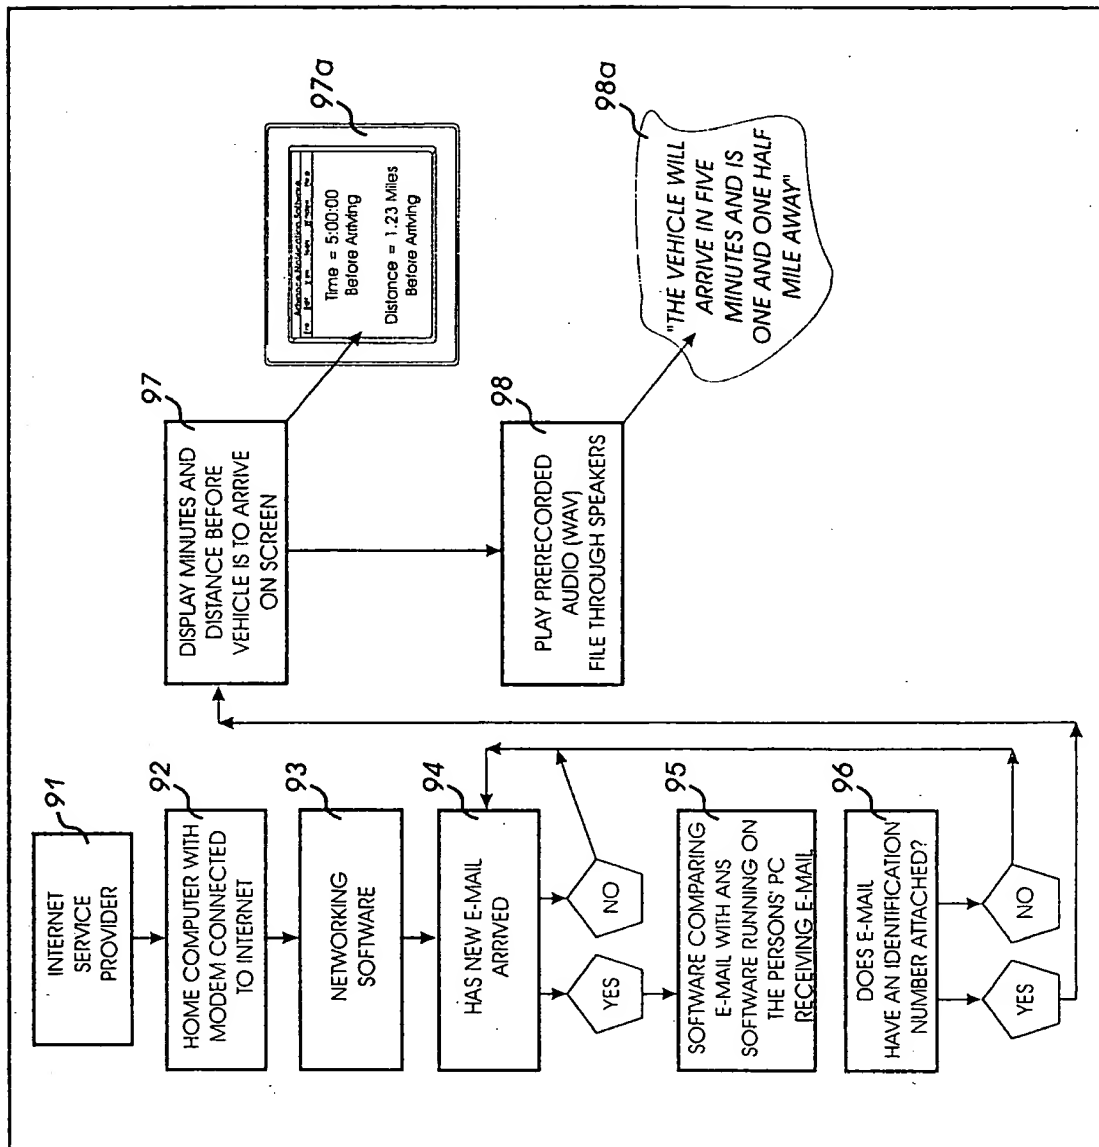 91
INTERNET
SERVICE
PROVIDER
92
HOME COMPUTER WITH
MODEM CONNECTED
TO INTERNET
93
NETWORKING
SOFTWARE
94
HAS NEW E-MAIL
ARRIVED
YES
NO
95
SOFTWARE COMPARING
E-MAIL WITH ANS
SOFTWARE RUNNING ON
THE PERSONS' PC
RECEIVING E-MAIL
96
DOES E-MAIL
HAVE AN IDENTIFICATION
NUMBER ATTACHED?
YES
NO
97
DISPLAY MINUTES AND
DISTANCE BEFORE
VEHICLE IS TO ARRIVE
ON SCREEN
97a
Advance Notification Software
Time = 5:00:00
Before Arriving
Distance = 1.23 Miles
Before Arriving
98
PLAY PRERECORDED
AUDIO (WAV)
FILE THROUGH SPEAKERS
98a
"THE VEHICLE WILL
ARRIVE IN FIVE
MINUTES AND IS
ONE AND ONE HALF
MILE AWAY"